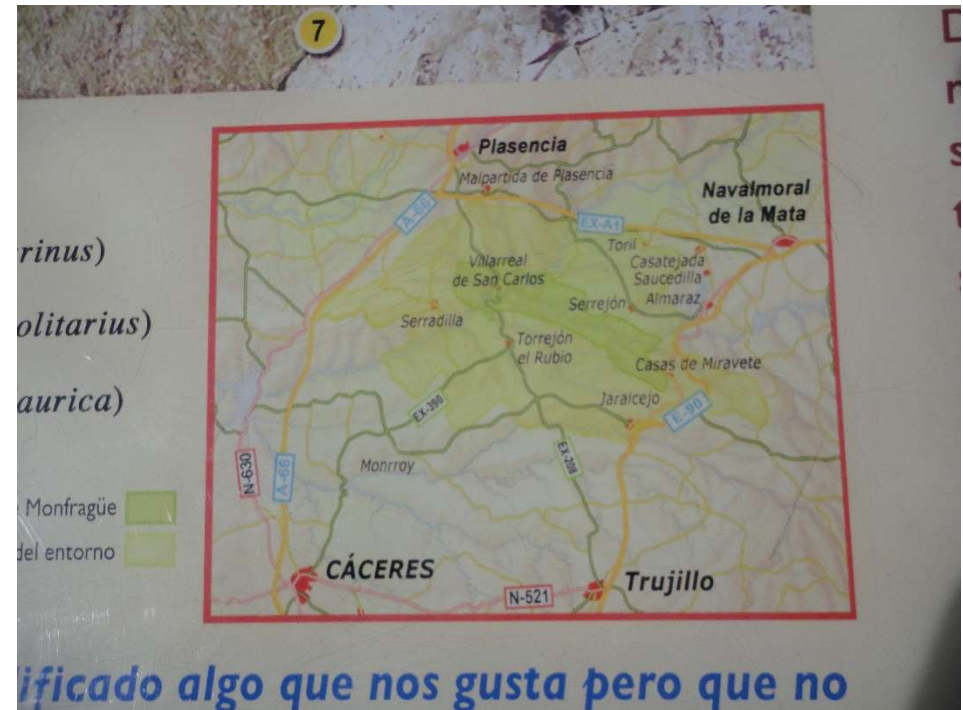 7
Plasencia
Malpartida de Plasencia
Navalmoral
de la Mata
A-66
EX-A1
Toril
Casatejada
Saucedilla
Almaraz
Villarreal
de San Carlos
Serrejón
Serradilla
Torrejón
el Rubio
Casas de Miravete
Jaraicejo
EX-390
E-90
EX-208
Monrroy
N-630
A-66
CÁCERES
N-521
Trujillo
rinus)
olitarius)
aurica)
Monfragüe
del entorno
ificado algo que nos gusta pero que no